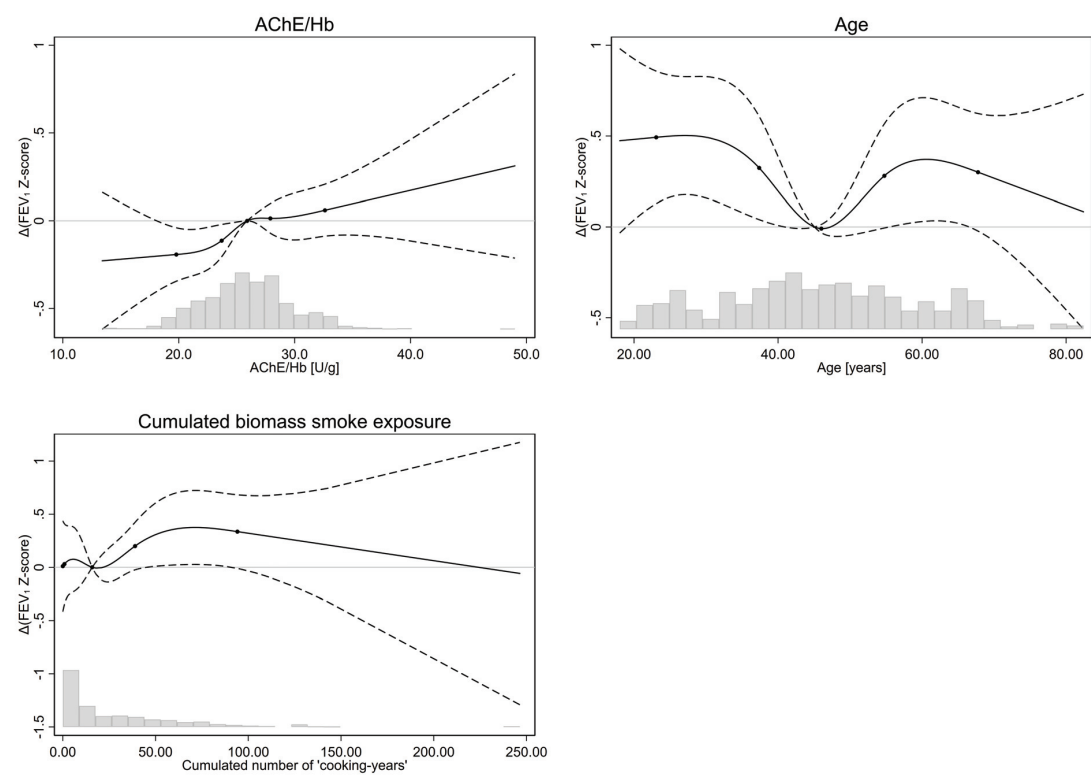 AChE/Hb
Δ(FEV₁ Z-score)
1
.5
0
-.5
10.0 20.0 30.0 40.0 50.0
AChE/Hb [U/g]
Age
Δ(FEV₁ Z-score)
1
.5
0
-.5
20.00 40.00 60.00 80.00
Age [years]
Cumulated biomass smoke exposure
Δ(FEV₁ Z-score)
1
.5
0
-.5
-1
-1.5
0.00 50.00 100.00 150.00 200.00 250.00
Cumulated number of 'cooking-years'